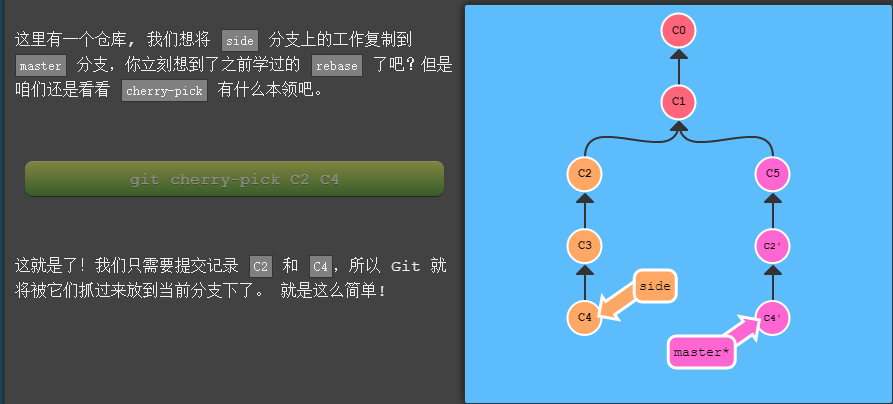 这里有一个仓库, 我们想将 side 分支上的工作复制到
master 分支，你立刻想到了之前学过的 rebase 了吧？但是
咱们还是看看 cherry-pick 有什么本领吧。
git cherry-pick C2 C4
这就是了！我们只需要提交记录 C2 和 C4，所以 Git 就
将被它们抓过来放到当前分支下了。 就是这么简单!
C0
C1
C2
C5
C3
C2'
side
C4
C4'
master*